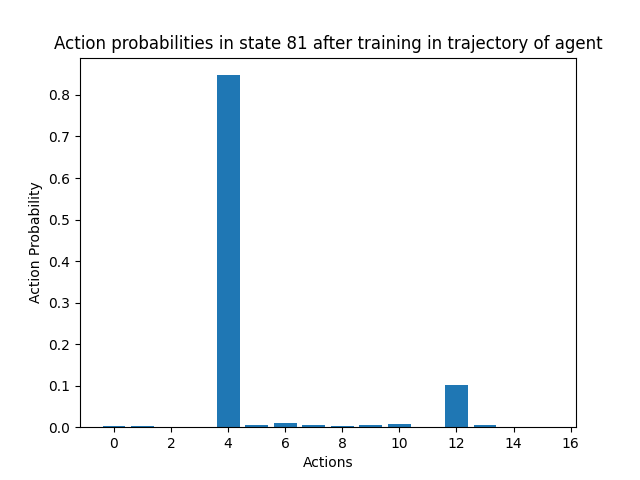 Action probabilities in state 81 after training in trajectory of agent
0.8
0.7
0.6
0.5
0.4
0.3
0.2
0.1
0.0
Action Probability
0 2 4 6 8 10 12 14 16
Actions